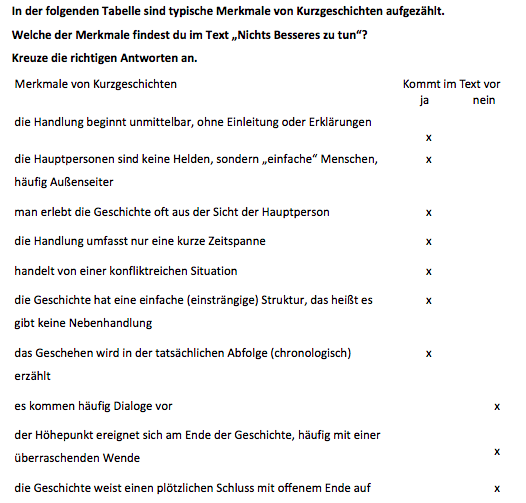 In der folgenden Tabelle sind typische Merkmale von Kurzgeschichten aufgezählt.
Welche der Merkmale findest du im Text „Nichts Besseres zu tun“?
Kreuze die richtigen Antworten an.
Merkmale von Kurzgeschichten Kommt im Text vor
ja nein
die Handlung beginnt unmittelbar, ohne Einleitung oder Erklärungen
x
die Hauptpersonen sind keine Helden, sondern „einfache“ Menschen, x
häufig Außenseiter
man erlebt die Geschichte oft aus der Sicht der Hauptperson x
die Handlung umfasst nur eine kurze Zeitspanne x
handelt von einer konfliktreichen Situation x
die Geschichte hat eine einfache (einsträngige) Struktur, das heißt es x
gibt keine Nebenhandlung
das Geschehen wird in der tatsächlichen Abfolge (chronologisch) x
erzählt
es kommen häufig Dialoge vor x
der Höhepunkt ereignet sich am Ende der Geschichte, häufig mit einer
überraschenden Wende x
die Geschichte weist einen plötzlichen Schluss mit offenem Ende auf x